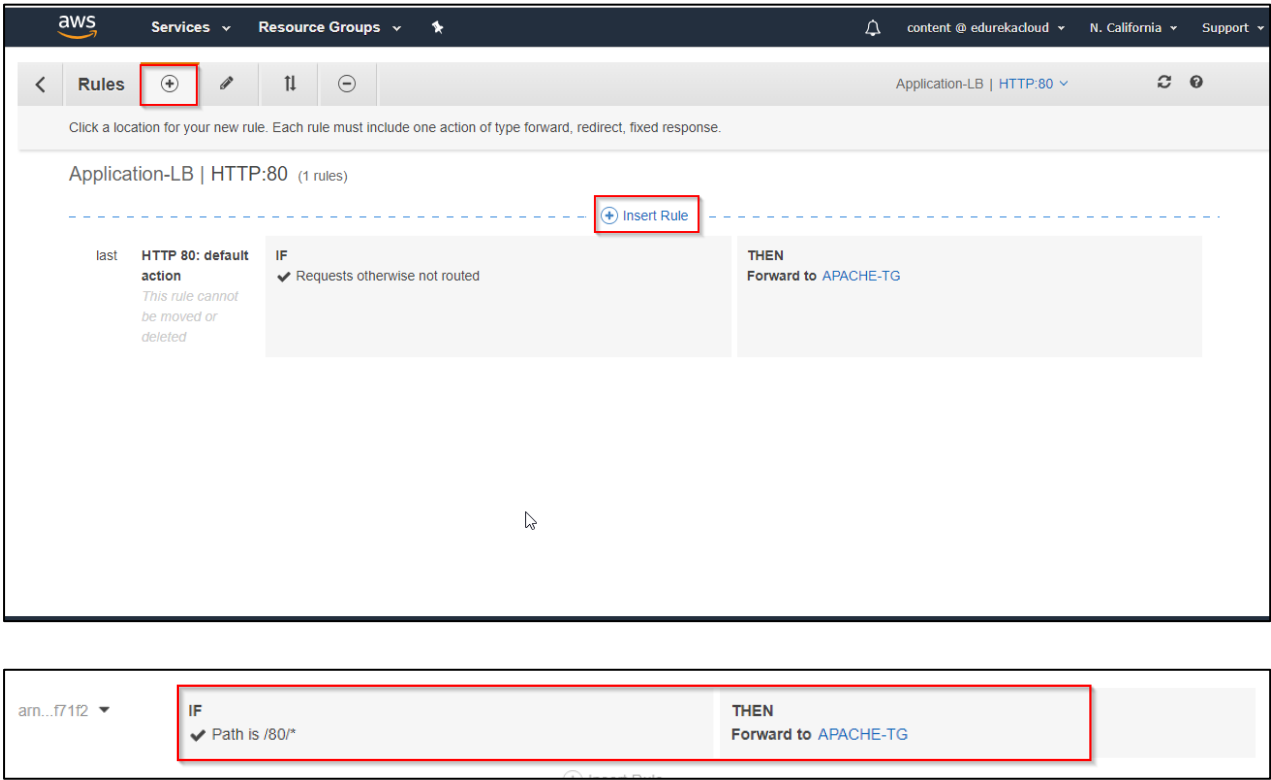 aws Services Resource Groups content @ edurekacloud N. California Support
Rules Application-LB | HTTP:80
Click a location for your new rule. Each rule must include one action of type forward, redirect, fixed response.
Application-LB | HTTP:80 (1 rules)
Insert Rule
last HTTP 80: default action
This rule cannot be moved or deleted
IF
Requests otherwise not routed
THEN
Forward to APACHE-TG
arn...f71f2
IF
Path is /80/*
THEN
Forward to APACHE-TG
Insert Rule